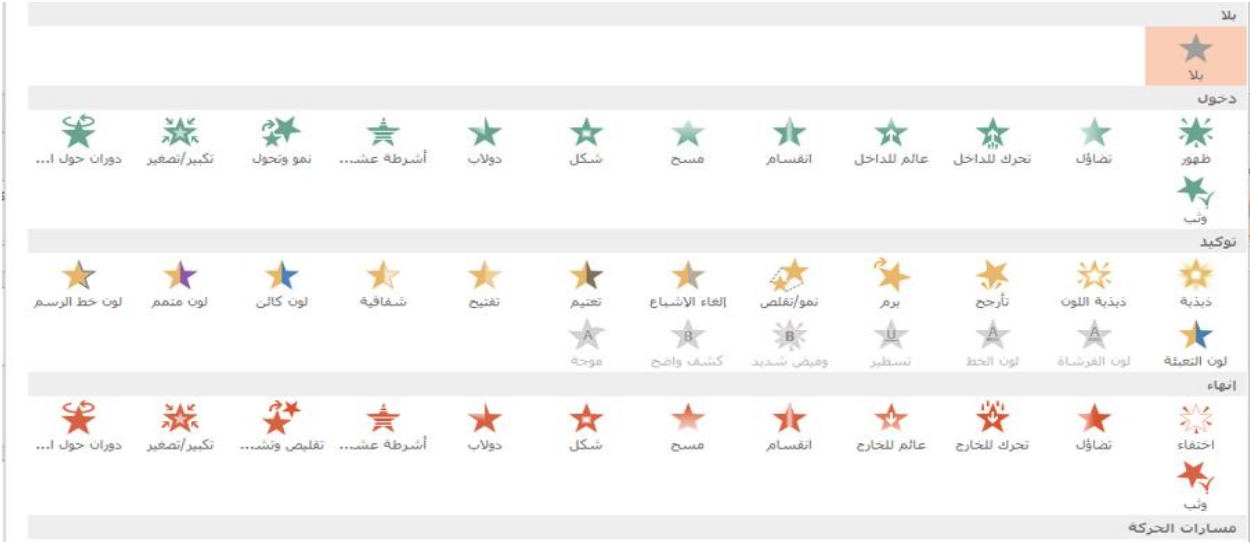 بلا
بلا
دخول
ظهور تضاؤل تحرك للداخل عائم للداخل انقسام مسح شكل دولاب أشرطة عشـ... نمو وتحول تكبير/تصغير دوران حول ا...
وثب
توكيد
ذبذبة ذبذبة اللون تأرجح برم نمو/تقلص إلغاء الإشباع تعتيم تفتيح شفافية لون كائن لون متمم لون خط الرسم
A B B U A A
لون التعبئة لون الفرشاة لون الخط تسطير وميض شديد كشف واضح موجة
إنهاء
اختفاء تضاؤل تحرك للخارج عائم للخارج انقسام مسح شكل دولاب أشرطة عشـ... تقليص وتشـ... تكبير/تصغير دوران حول ا...
وثب
مسارات الحركة